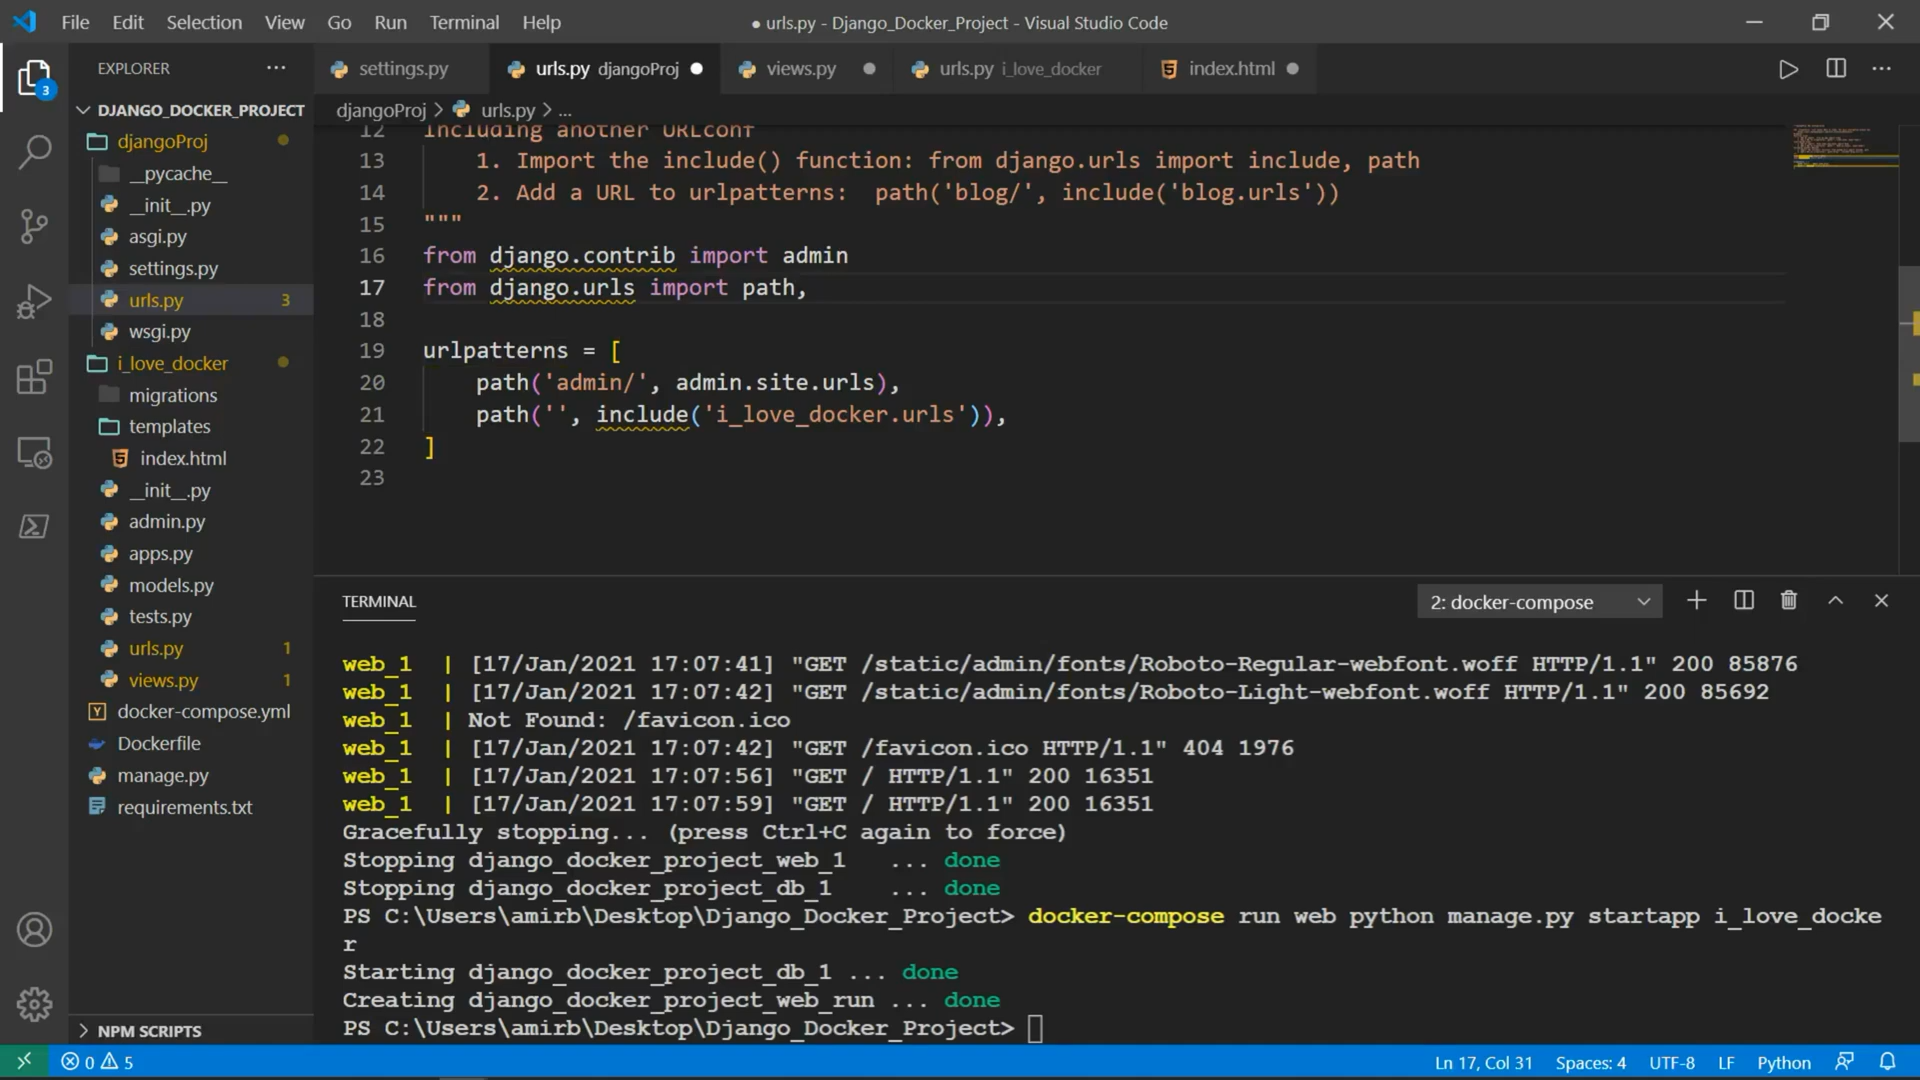 File Edit Selection View Go Run Terminal Help
● urls.py - Django_Docker_Project - Visual Studio Code
EXPLORER
settings.py
urls.py djangoProj
views.py
urls.py i_love_docker
index.html
3
DJANGO_DOCKER_PROJECT
djangoProj
__pycache__
__init__.py
asgi.py
settings.py
urls.py 3
wsgi.py
i_love_docker
migrations
templates
index.html
__init__.py
admin.py
apps.py
models.py
tests.py
urls.py 1
views.py 1
docker-compose.yml
Dockerfile
manage.py
requirements.txt
NPM SCRIPTS
djangoProj > urls.py > ...
12 Including another URLconf
13 1. Import the include() function: from django.urls import include, path
14 2. Add a URL to urlpatterns:  path('blog/', include('blog.urls'))
15 """
16 from django.contrib import admin
17 from django.urls import path,
18
19 urlpatterns = [
20 path('admin/', admin.site.urls),
21 path('', include('i_love_docker.urls')),
22 ]
23
TERMINAL
2: docker-compose
web_1 | [17/Jan/2021 17:07:41] "GET /static/admin/fonts/Roboto-Regular-webfont.woff HTTP/1.1" 200 85876
web_1 | [17/Jan/2021 17:07:42] "GET /static/admin/fonts/Roboto-Light-webfont.woff HTTP/1.1" 200 85692
web_1 | Not Found: /favicon.ico
web_1 | [17/Jan/2021 17:07:42] "GET /favicon.ico HTTP/1.1" 404 1976
web_1 | [17/Jan/2021 17:07:56] "GET / HTTP/1.1" 200 16351
web_1 | [17/Jan/2021 17:07:59] "GET / HTTP/1.1" 200 16351
Gracefully stopping... (press Ctrl+C again to force)
Stopping django_docker_project_web_1 ... done
Stopping django_docker_project_db_1 ... done
PS C:\Users\amirb\Desktop\Django_Docker_Project> docker-compose run web python manage.py startapp i_love_docke
r
Starting django_docker_project_db_1 ... done
Creating django_docker_project_web_run ... done
PS C:\Users\amirb\Desktop\Django_Docker_Project>
0 5
Ln 17, Col 31 Spaces: 4 UTF-8 LF Python